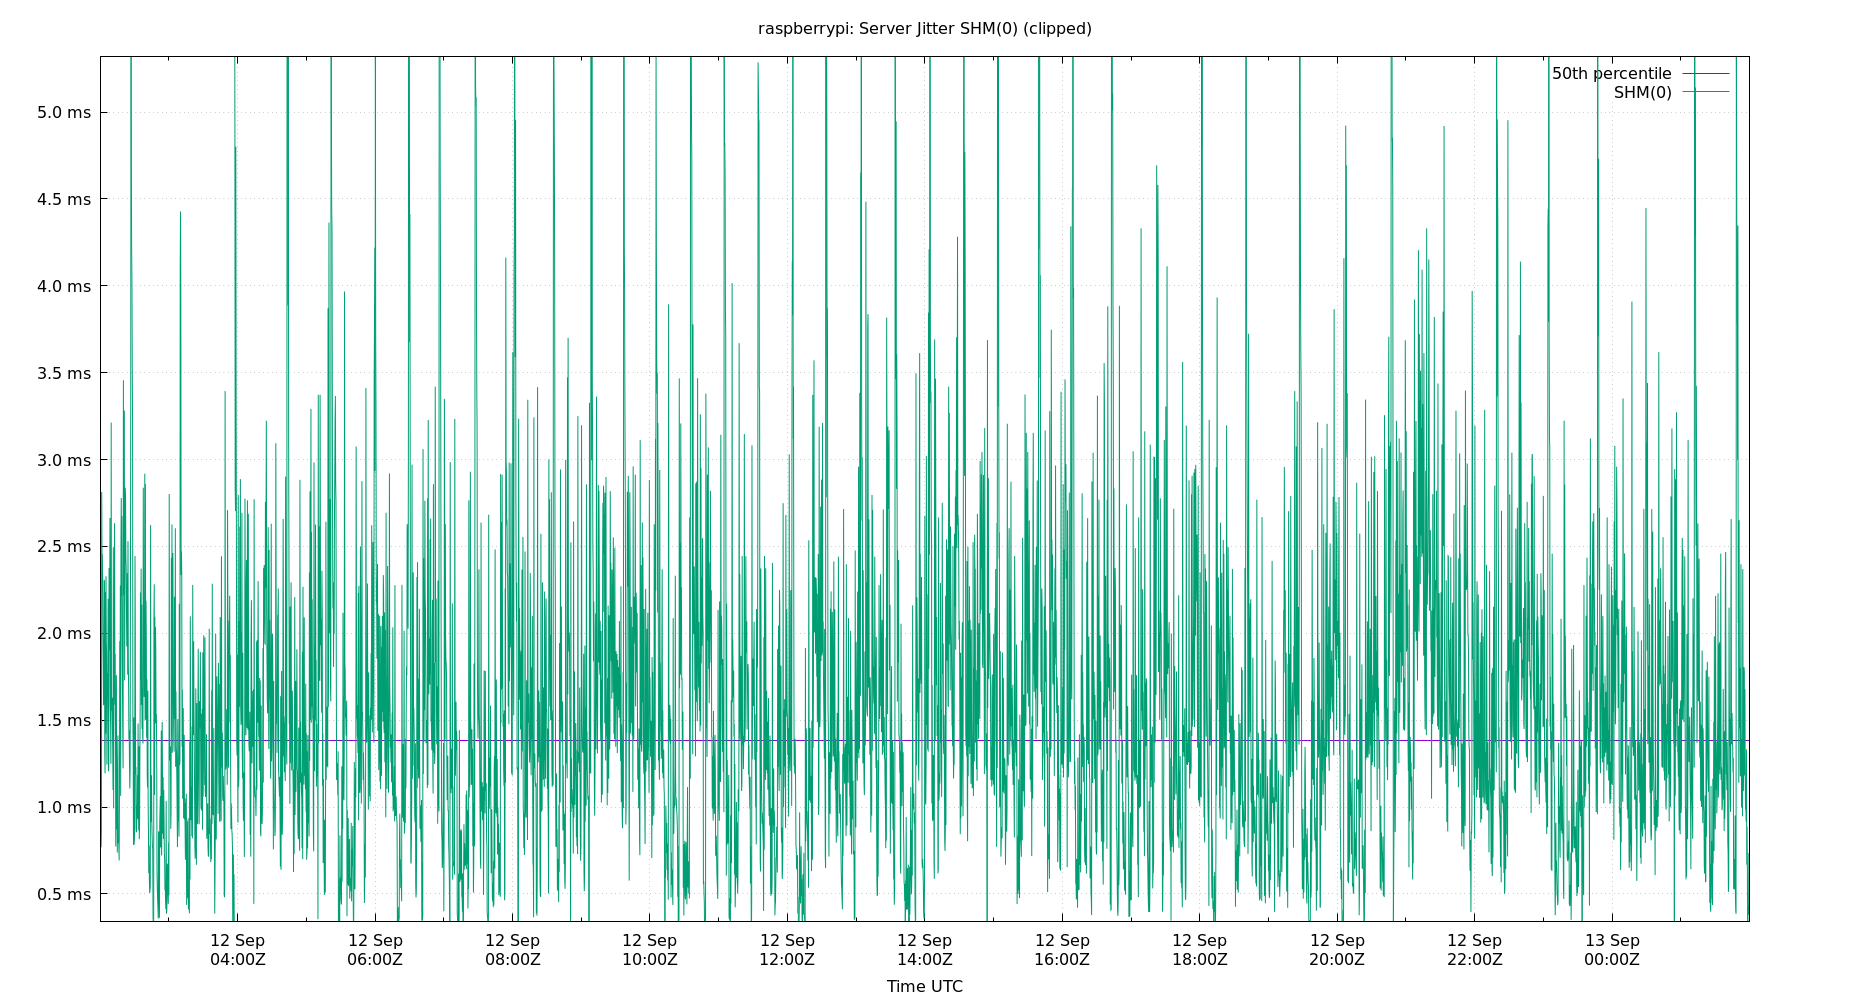 raspberrypi: Server Jitter SHM(0) (clipped)
50th percentile
SHM(0)
5.0 ms
4.5 ms
4.0 ms
3.5 ms
3.0 ms
2.5 ms
2.0 ms
1.5 ms
1.0 ms
0.5 ms
12 Sep 12 Sep 12 Sep 12 Sep 12 Sep 12 Sep 12 Sep 12 Sep 12 Sep 12 Sep 13 Sep
04:00Z 06:00Z 08:00Z 10:00Z 12:00Z 14:00Z 16:00Z 18:00Z 20:00Z 22:00Z 00:00Z
Time UTC